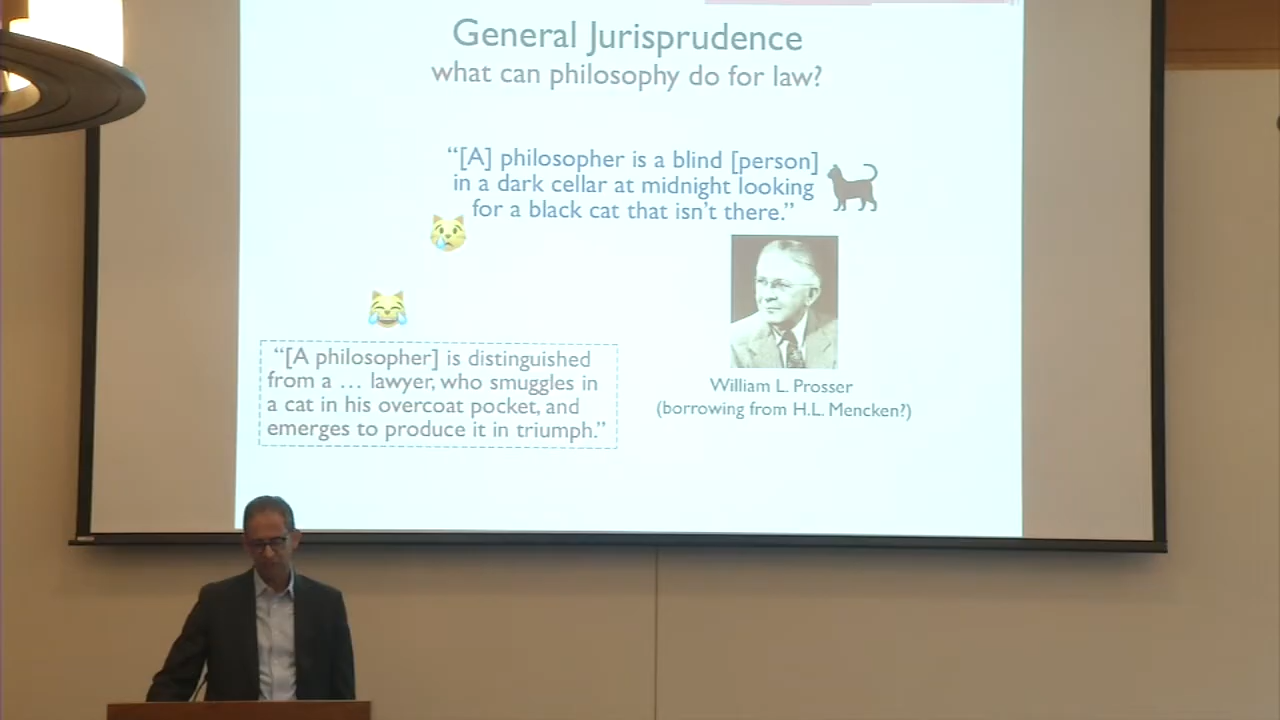 General Jurisprudence
what can philosophy do for law?
“[A] philosopher is a blind [person]
in a dark cellar at midnight looking
for a black cat that isn’t there.”
“[A philosopher] is distinguished
from a … lawyer, who smuggles in
a cat in his overcoat pocket, and
emerges to produce it in triumph.”
William L. Prosser
(borrowing from H.L. Mencken?)